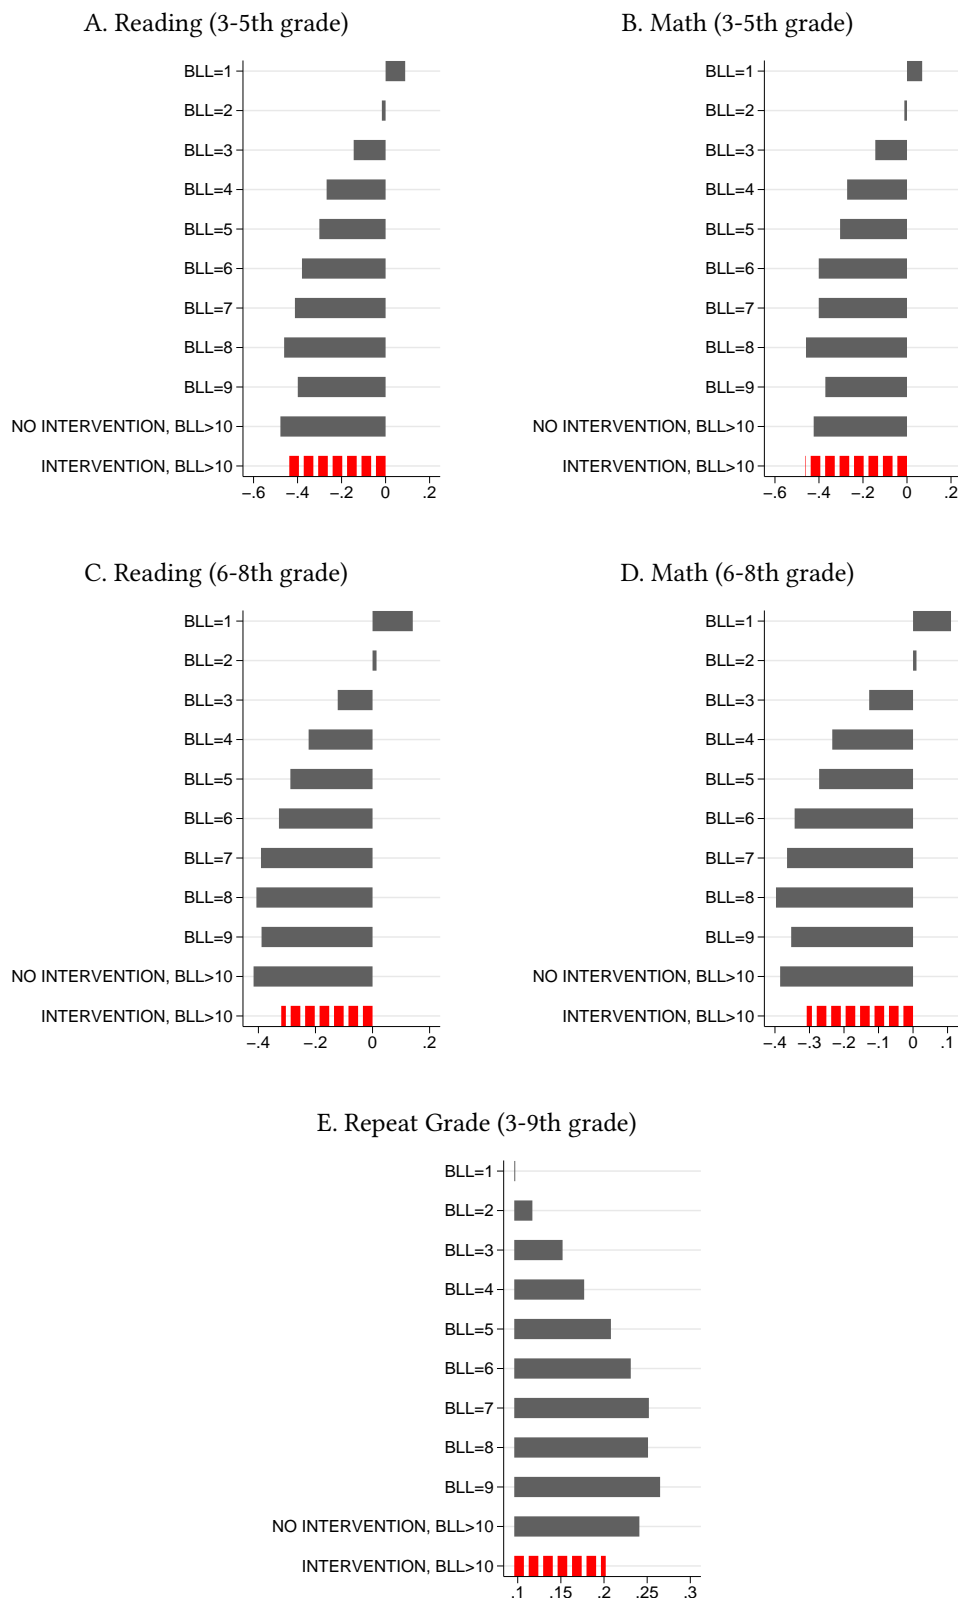 A. Reading (3-5th grade)
BLL=1
BLL=2
BLL=3
BLL=4
BLL=5
BLL=6
BLL=7
BLL=8
BLL=9
NO INTERVENTION, BLL>10
INTERVENTION, BLL>10
−.6 −.4 −.2 0 .2
B. Math (3-5th grade)
BLL=1
BLL=2
BLL=3
BLL=4
BLL=5
BLL=6
BLL=7
BLL=8
BLL=9
NO INTERVENTION, BLL>10
INTERVENTION, BLL>10
−.6 −.4 −.2 0 .2
C. Reading (6-8th grade)
BLL=1
BLL=2
BLL=3
BLL=4
BLL=5
BLL=6
BLL=7
BLL=8
BLL=9
NO INTERVENTION, BLL>10
INTERVENTION, BLL>10
−.4 −.2 0 .2
D. Math (6-8th grade)
BLL=1
BLL=2
BLL=3
BLL=4
BLL=5
BLL=6
BLL=7
BLL=8
BLL=9
NO INTERVENTION, BLL>10
INTERVENTION, BLL>10
−.4 −.3 −.2 −.1 0 .1
E. Repeat Grade (3-9th grade)
BLL=1
BLL=2
BLL=3
BLL=4
BLL=5
BLL=6
BLL=7
BLL=8
BLL=9
NO INTERVENTION, BLL>10
INTERVENTION, BLL>10
.1 .15 .2 .25 .3